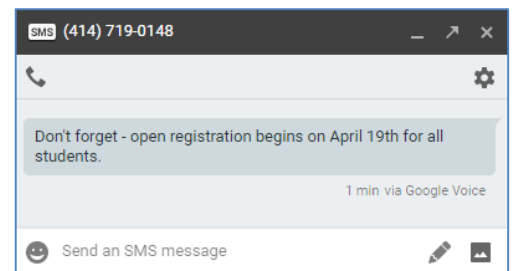 SMS (414) 719-0148
Don't forget - open registration begins on April 19th for all
students.
1 min via Google Voice
Send an SMS message